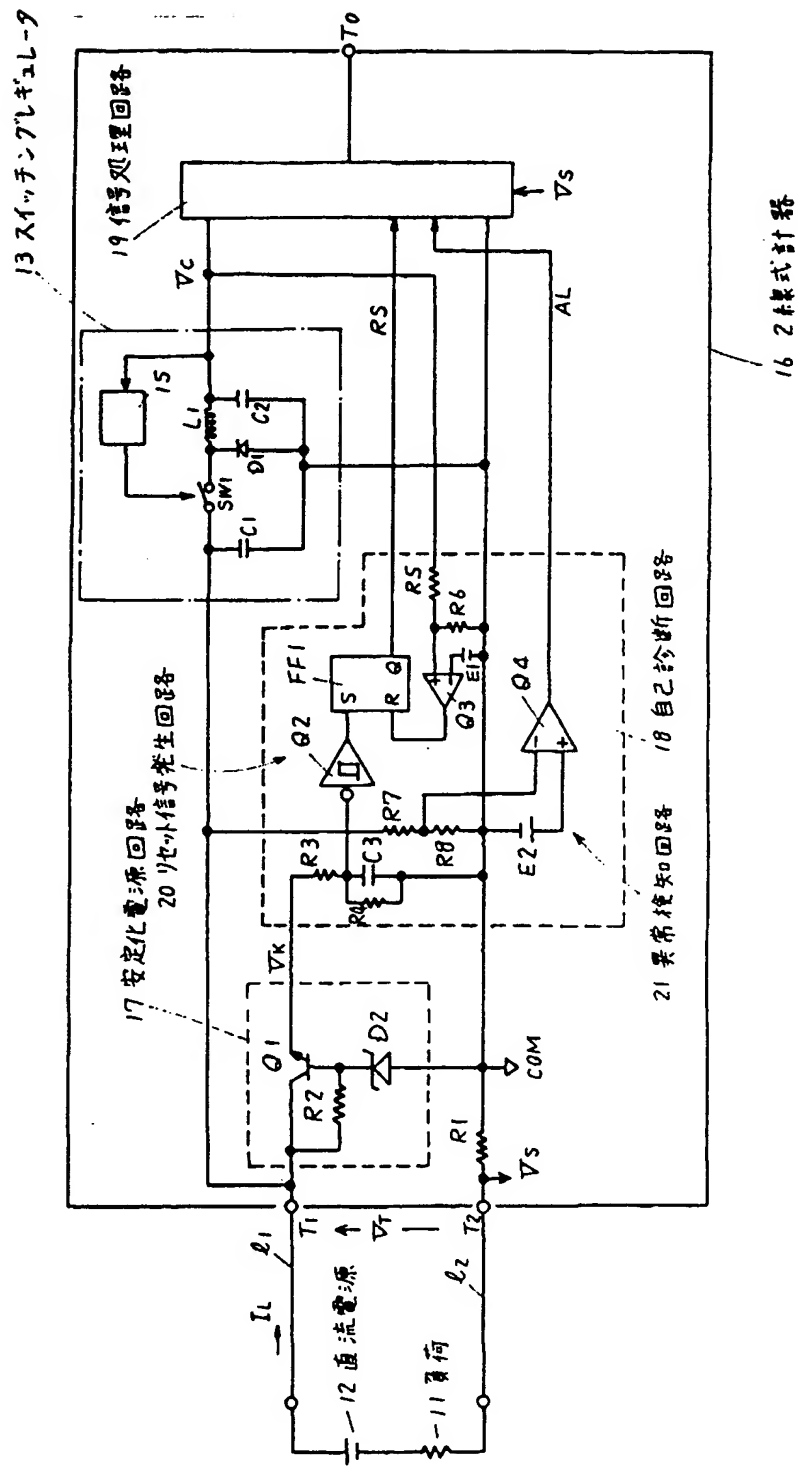 13 スイッチングレギュレータ
19 信号処理回路
17 安定化電源回路
20 リセット信号発生回路
15
L1
C2
D1
SW1
C1
VC
RS
To
VS
AL
FF1
S
Q
R
Q2
Q3
+
-
R5
R6
E1
Q4
-
+
R7
R8
R3
C3
R4
E2
VK
Q1
R2
D2
R1
COM
VS
18 自己診断回路
21 異常検知回路
16 2線式計器
T1
VT
T2
l1
l2
IL
12 直流電源
11 負荷